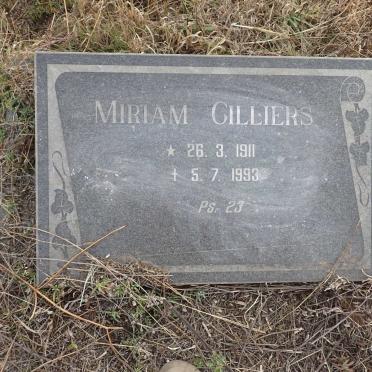 MIRIAM CILLIERS
★ 26. 3. 1911
† 5. 7. 1993
Ps. 23